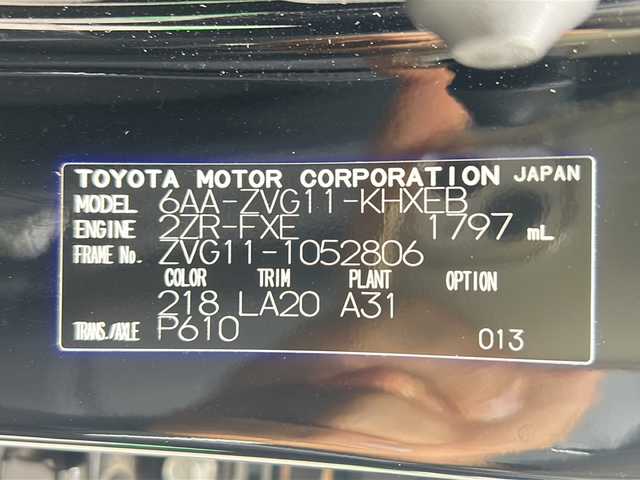 TOYOTA MOTOR CORPORATION JAPAN
MODEL 6AA-ZVG11-KHXEB
ENGINE 2ZR-FXE 1797 mL
FRAME No. ZVG11-1052806
COLOR TRIM PLANT OPTION
218 LA20 A31
TRANS./AXLE P610
013